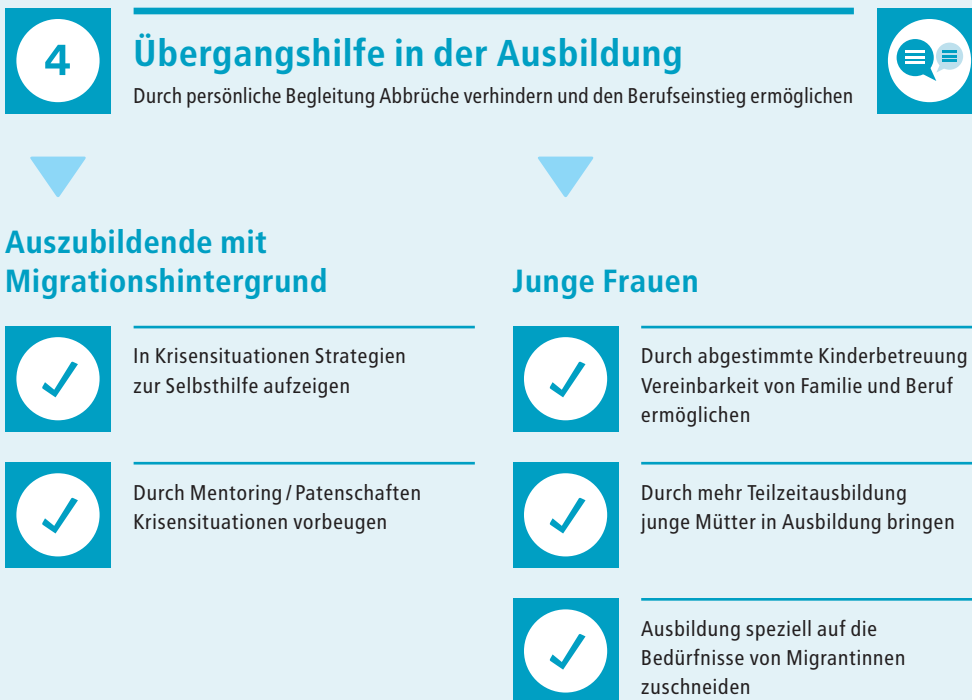 4
Übergangshilfe in der Ausbildung
Durch persönliche Begleitung Abbrüche verhindern und den Berufseinstieg ermöglichen
Auszubildende mit
Migrationshintergrund
In Krisensituationen Strategien
zur Selbsthilfe aufzeigen
Durch Mentoring / Patenschaften
Krisensituationen vorbeugen
Junge Frauen
Durch abgestimmte Kinderbetreuung
Vereinbarkeit von Familie und Beruf
ermöglichen
Durch mehr Teilzeitausbildung
junge Mütter in Ausbildung bringen
Ausbildung speziell auf die
Bedürfnisse von Migrantinnen
zuschneiden